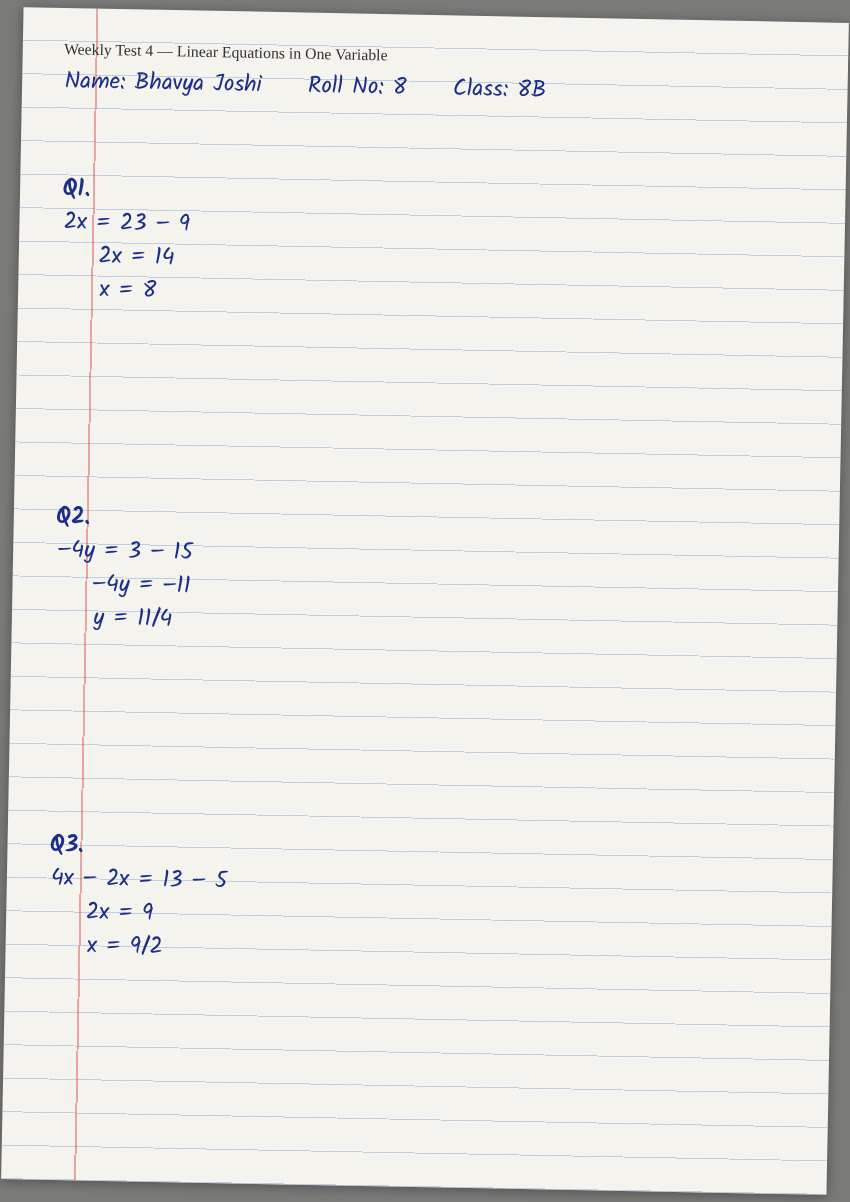 Weekly Test 4 — Linear Equations in One Variable
Name: Bhavya Joshi Roll No: 8 Class: 8B
Q1.
2x = 23 – 9
2x = 14
x = 8
Q2.
–4y = 3 – 15
–4y = –11
y = 11/4
Q3.
4x – 2x = 13 – 5
2x = 9
x = 9/2